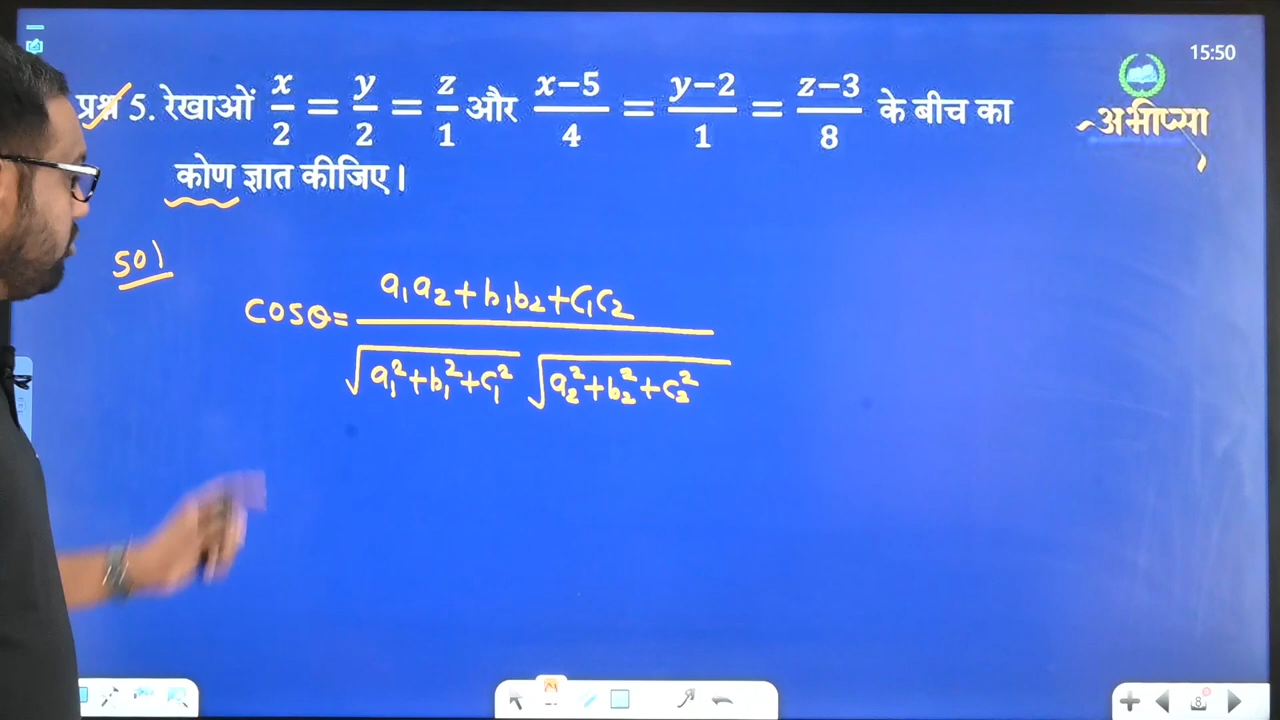 15:50
प्रश्न 5. रेखाओं x/2 = y/2 = z/1 और x−5/4 = y−2/1 = z−3/8 के बीच का
कोण ज्ञात कीजिए।
अभीप्सा
Sol
cosθ = a₁a₂+b₁b₂+c₁c₂ / √a₁²+b₁²+c₁² √a₂²+b₂²+c₂²
8